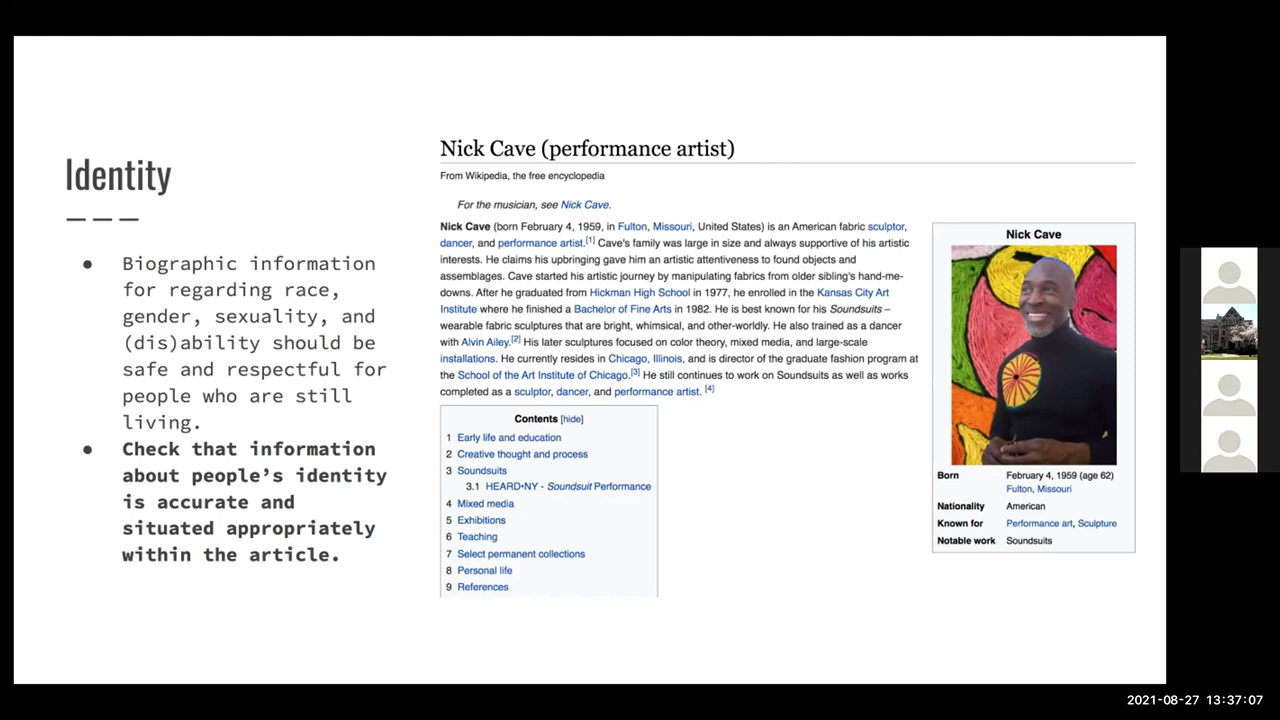 Identity
● Biographic information
for regarding race,
gender, sexuality, and
(dis)ability should be
safe and respectful for
people who are still
living.
● Check that information
about people's identity
is accurate and
situated appropriately
within the article.
Nick Cave (performance artist)
From Wikipedia, the free encyclopedia
For the musician, see Nick Cave.
Nick Cave (born February 4, 1959, in Fulton, Missouri, United States) is an American fabric sculptor,
dancer, and performance artist.[1] Cave's family was large in size and always supportive of his artistic
interests. He claims his upbringing gave him an artistic attentiveness to found objects and
assemblages. Cave started his artistic journey by manipulating fabrics from older sibling's hand-me-
downs. After he graduated from Hickman High School in 1977, he enrolled in the Kansas City Art
Institute where he finished a Bachelor of Fine Arts in 1982. He is best known for his Soundsuits –
wearable fabric sculptures that are bright, whimsical, and other-worldly. He also trained as a dancer
with Alvin Ailey.[2] His later sculptures focused on color theory, mixed media, and large-scale
installations. He currently resides in Chicago, Illinois, and is director of the graduate fashion program at
the School of the Art Institute of Chicago.[3] He still continues to work on Soundsuits as well as works
completed as a sculptor, dancer, and performance artist. [4]
Contents [hide]
1 Early life and education
2 Creative thought and process
3 Soundsuits
3.1 HEARD•NY - Soundsuit Performance
4 Mixed media
5 Exhibitions
6 Teaching
7 Select permanent collections
8 Personal life
9 References
Nick Cave
Born February 4, 1959 (age 62)
Fulton, Missouri
Nationality American
Known for Performance art, Sculpture
Notable work Soundsuits
2021-08-27 13:37:07